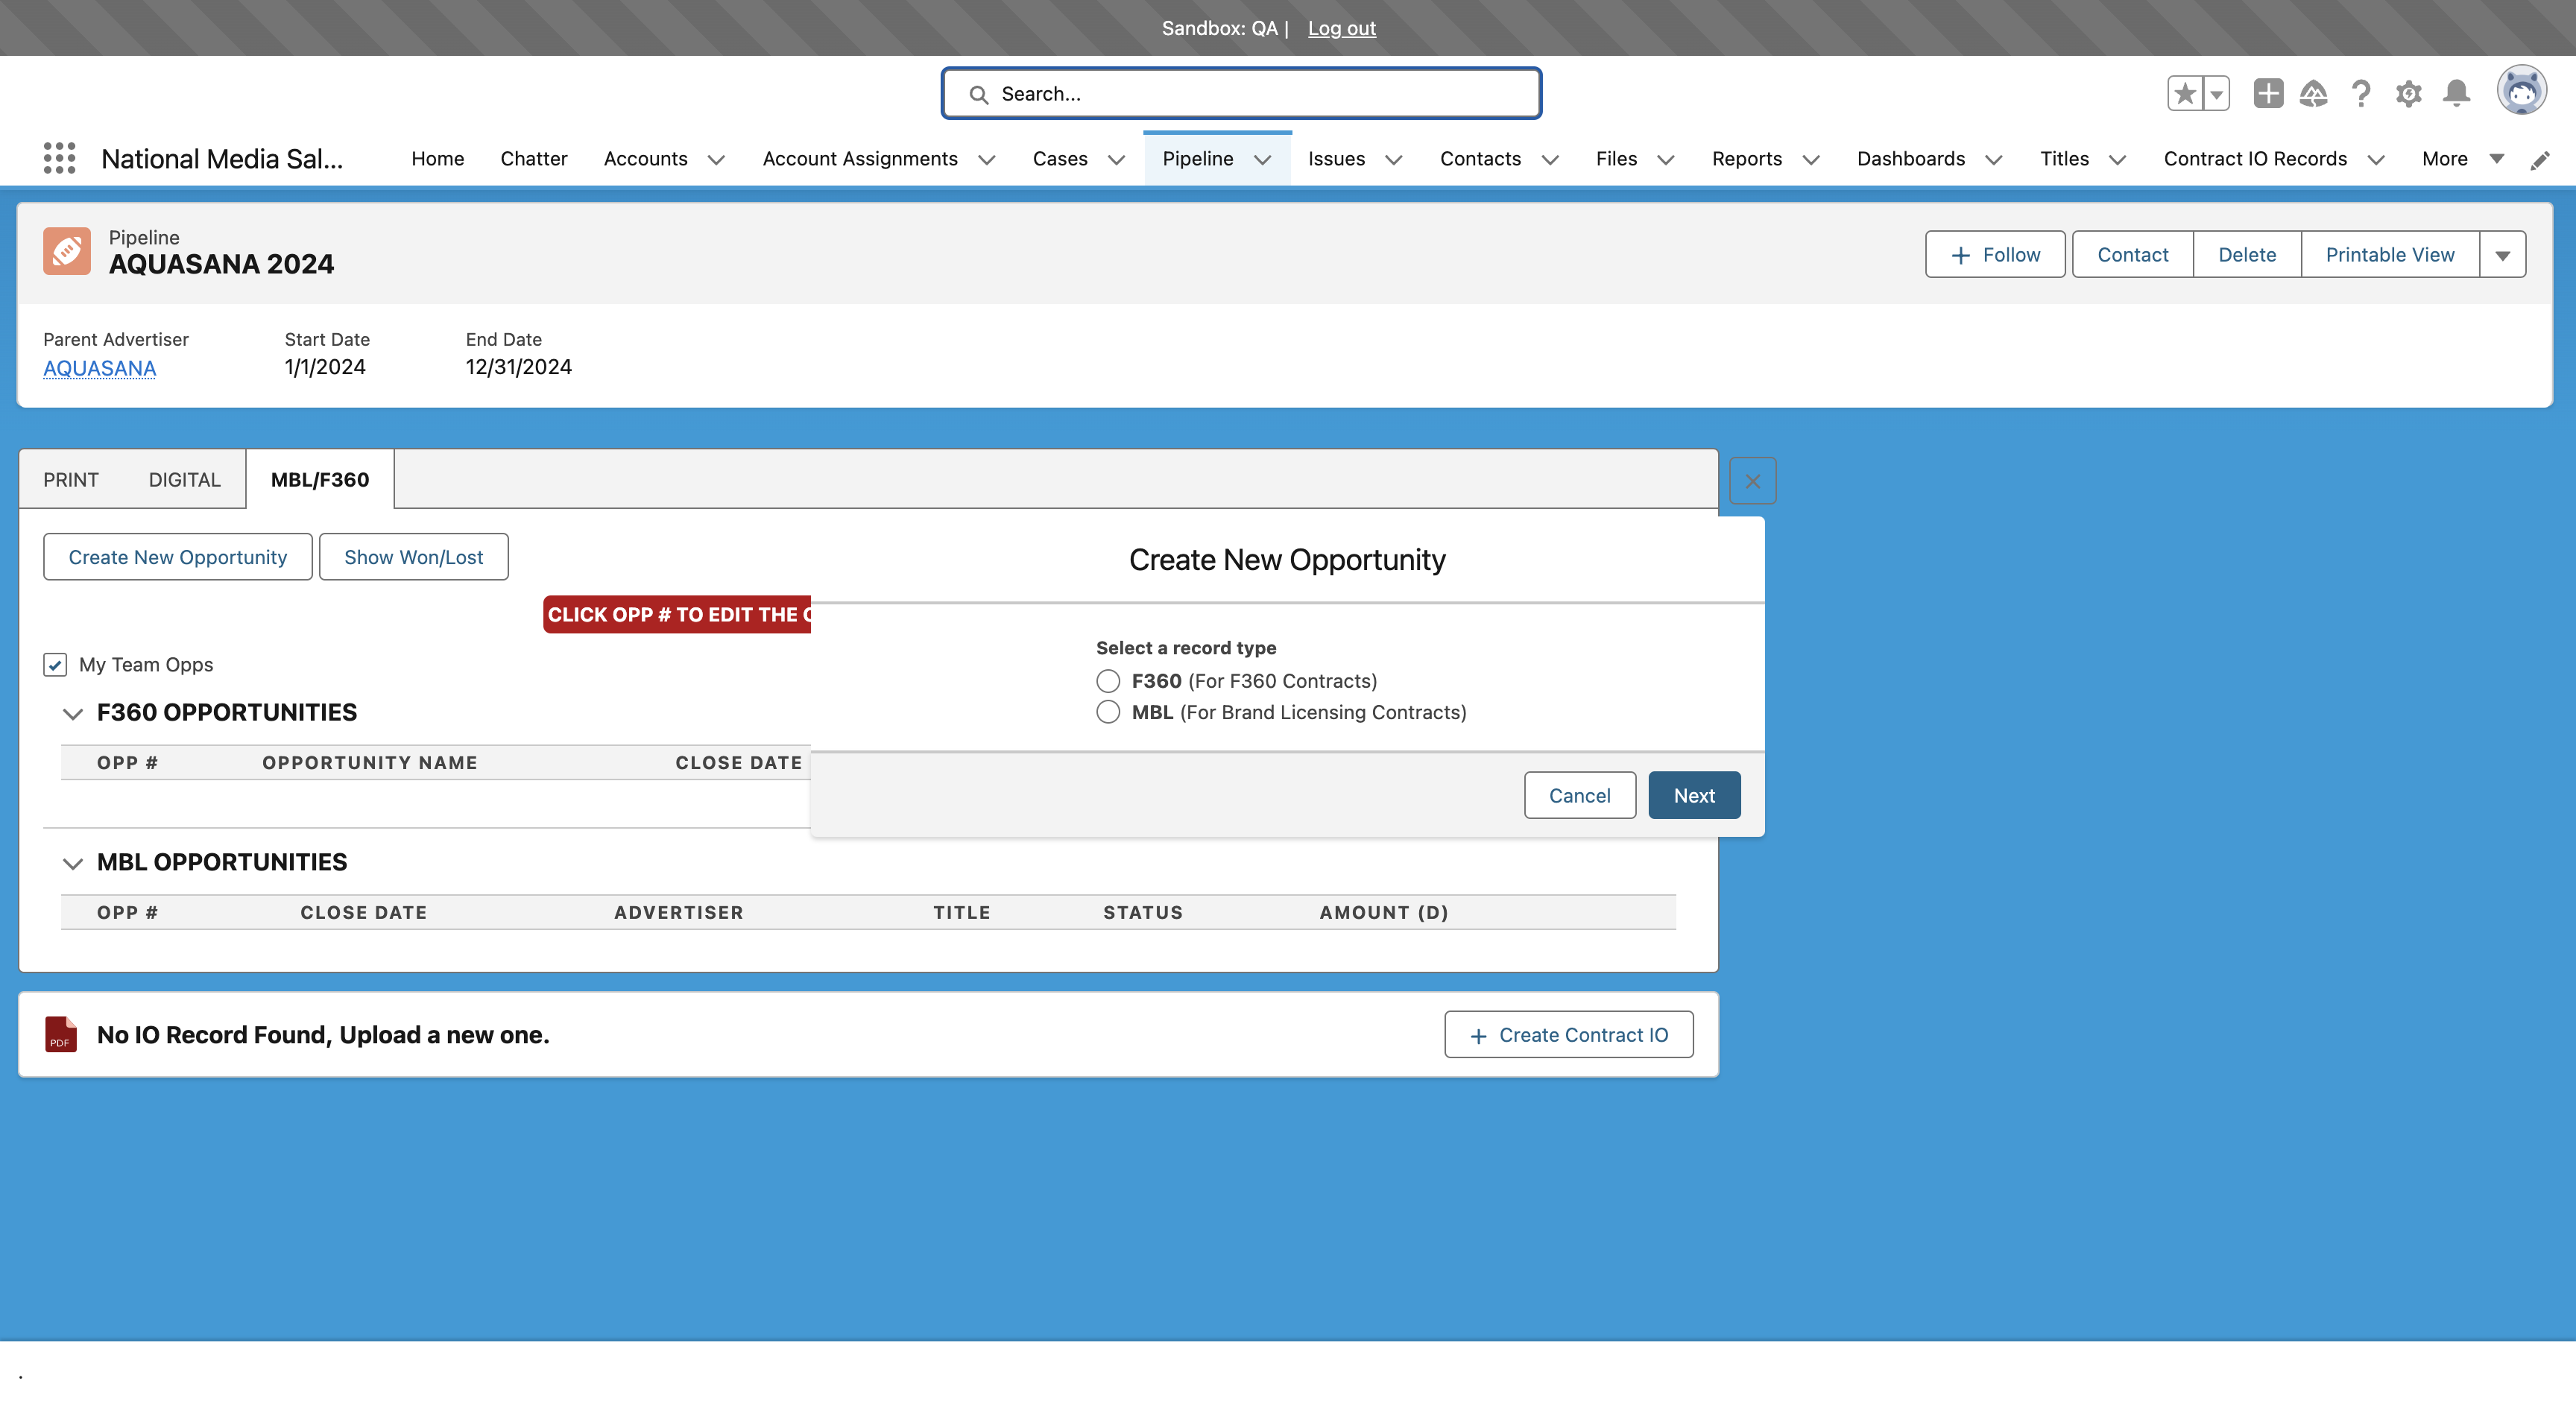 Sandbox: QA | Log out
Search...
National Media Sal...
Home Chatter Accounts Account Assignments Cases Pipeline Issues Contacts Files Reports Dashboards Titles Contract IO Records More
Pipeline
AQUASANA 2024
Follow Contact Delete Printable View
Parent Advertiser Start Date End Date
AQUASANA 1/1/2024 12/31/2024
PRINT DIGITAL MBL/F360
Create New Opportunity Show Won/Lost
Create New Opportunity
CLICK OPP # TO EDIT THE
Select a record type
F360 (For F360 Contracts)
MBL (For Brand Licensing Contracts)
Cancel Next
My Team Opps
F360 OPPORTUNITIES
OPP # OPPORTUNITY NAME CLOSE DATE
MBL OPPORTUNITIES
OPP # CLOSE DATE ADVERTISER TITLE STATUS AMOUNT (D)
PDF No IO Record Found, Upload a new one. Create Contract IO
.